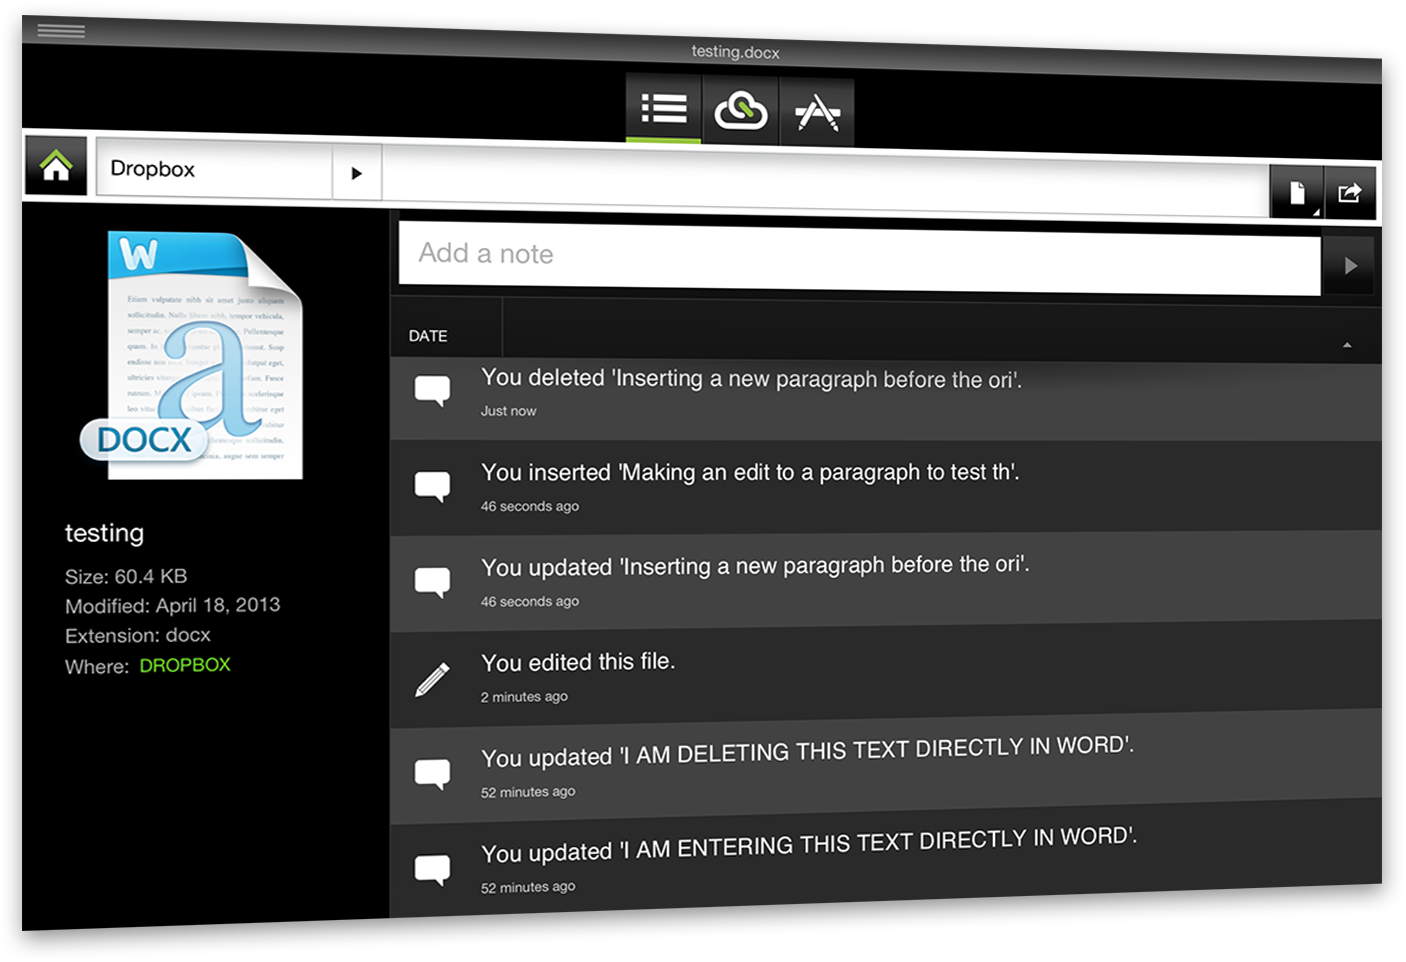 testing.docx
Dropbox
Add a note
DATE
W
DOCX
testing
Size: 60.4 KB
Modified: April 18, 2013
Extension: docx
Where: DROPBOX
You deleted 'Inserting a new paragraph before the ori'.
Just now
You inserted 'Making an edit to a paragraph to test th'.
46 seconds ago
You updated 'Inserting a new paragraph before the ori'.
46 seconds ago
You edited this file.
2 minutes ago
You updated 'I AM DELETING THIS TEXT DIRECTLY IN WORD'.
52 minutes ago
You updated 'I AM ENTERING THIS TEXT DIRECTLY IN WORD'.
52 minutes ago